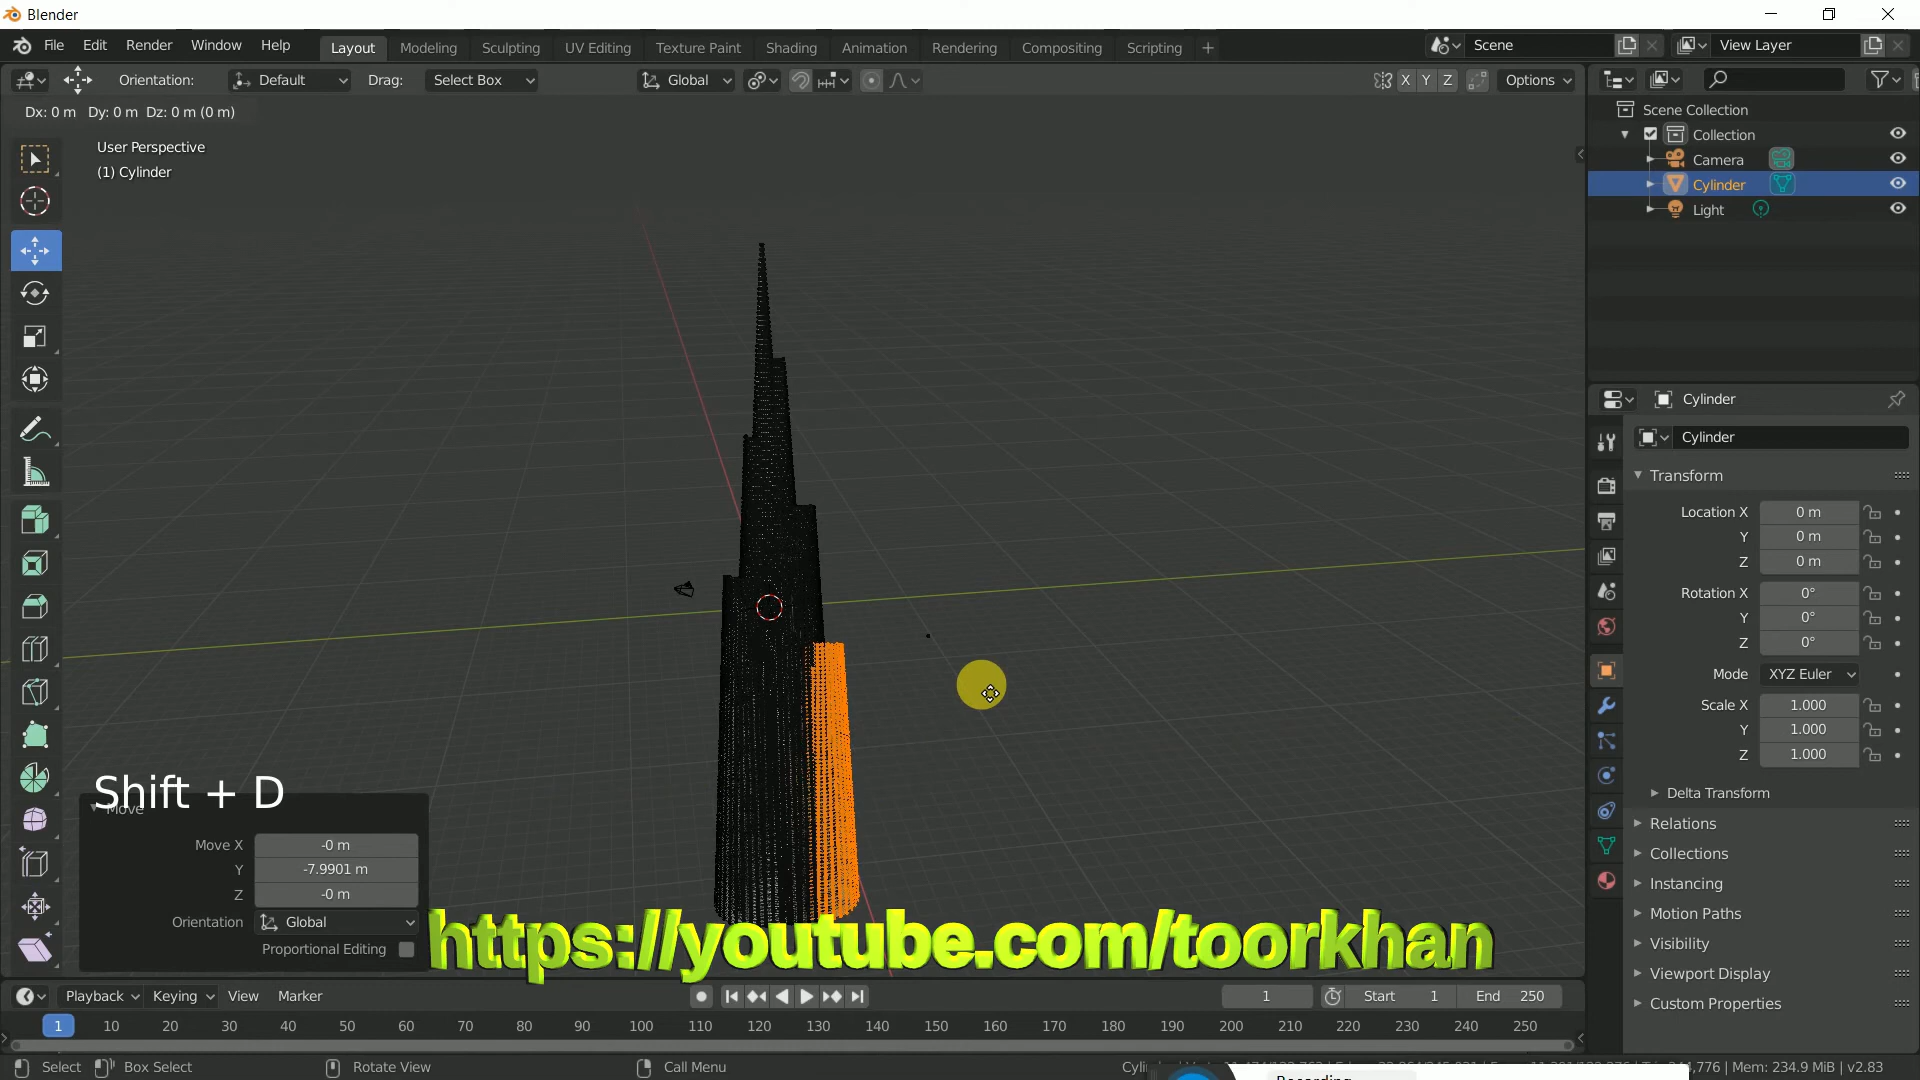 Blender
File Edit Render Window Help Layout Modeling Sculpting UV Editing Texture Paint Shading Animation Rendering Compositing Scripting + Scene View Layer
Orientation: Default Drag: Select Box Global X Y Z Options
Dx: 0 m Dy: 0 m Dz: 0 m (0 m)
User Perspective
(1) Cylinder
Scene Collection
Collection
Camera
Cylinder
Light
Cylinder
Cylinder
Transform
Location X 0 m
Y 0 m
Z 0 m
Rotation X 0°
Y 0°
Z 0°
Mode XYZ Euler
Scale X 1.000
Y 1.000
Z 1.000
Delta Transform
Relations
Collections
Instancing
Motion Paths
Visibility
Viewport Display
Custom Properties
Shift + D
Move
Move X -0 m
Y -7.9901 m
Z -0 m
Orientation Global
Proportional Editing
https://youtube.com/toorkhan
Playback Keying View Marker 1 Start 1 End 250
1 10 20 30 40 50 60 70 80 90 100 110 120 130 140 150 160 170 180 190 200 210 220 230 240 250
Select Box Select Rotate View Call Menu
Mem: 234.9 MiB | v2.83